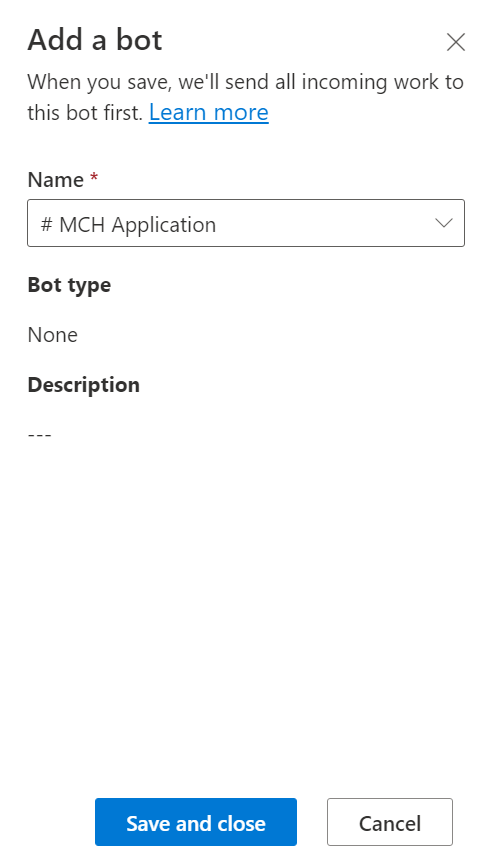 Add a bot
When you save, we'll send all incoming work to
this bot first. Learn more
Name *
# MCH Application
Bot type
None
Description
---
Save and close
Cancel